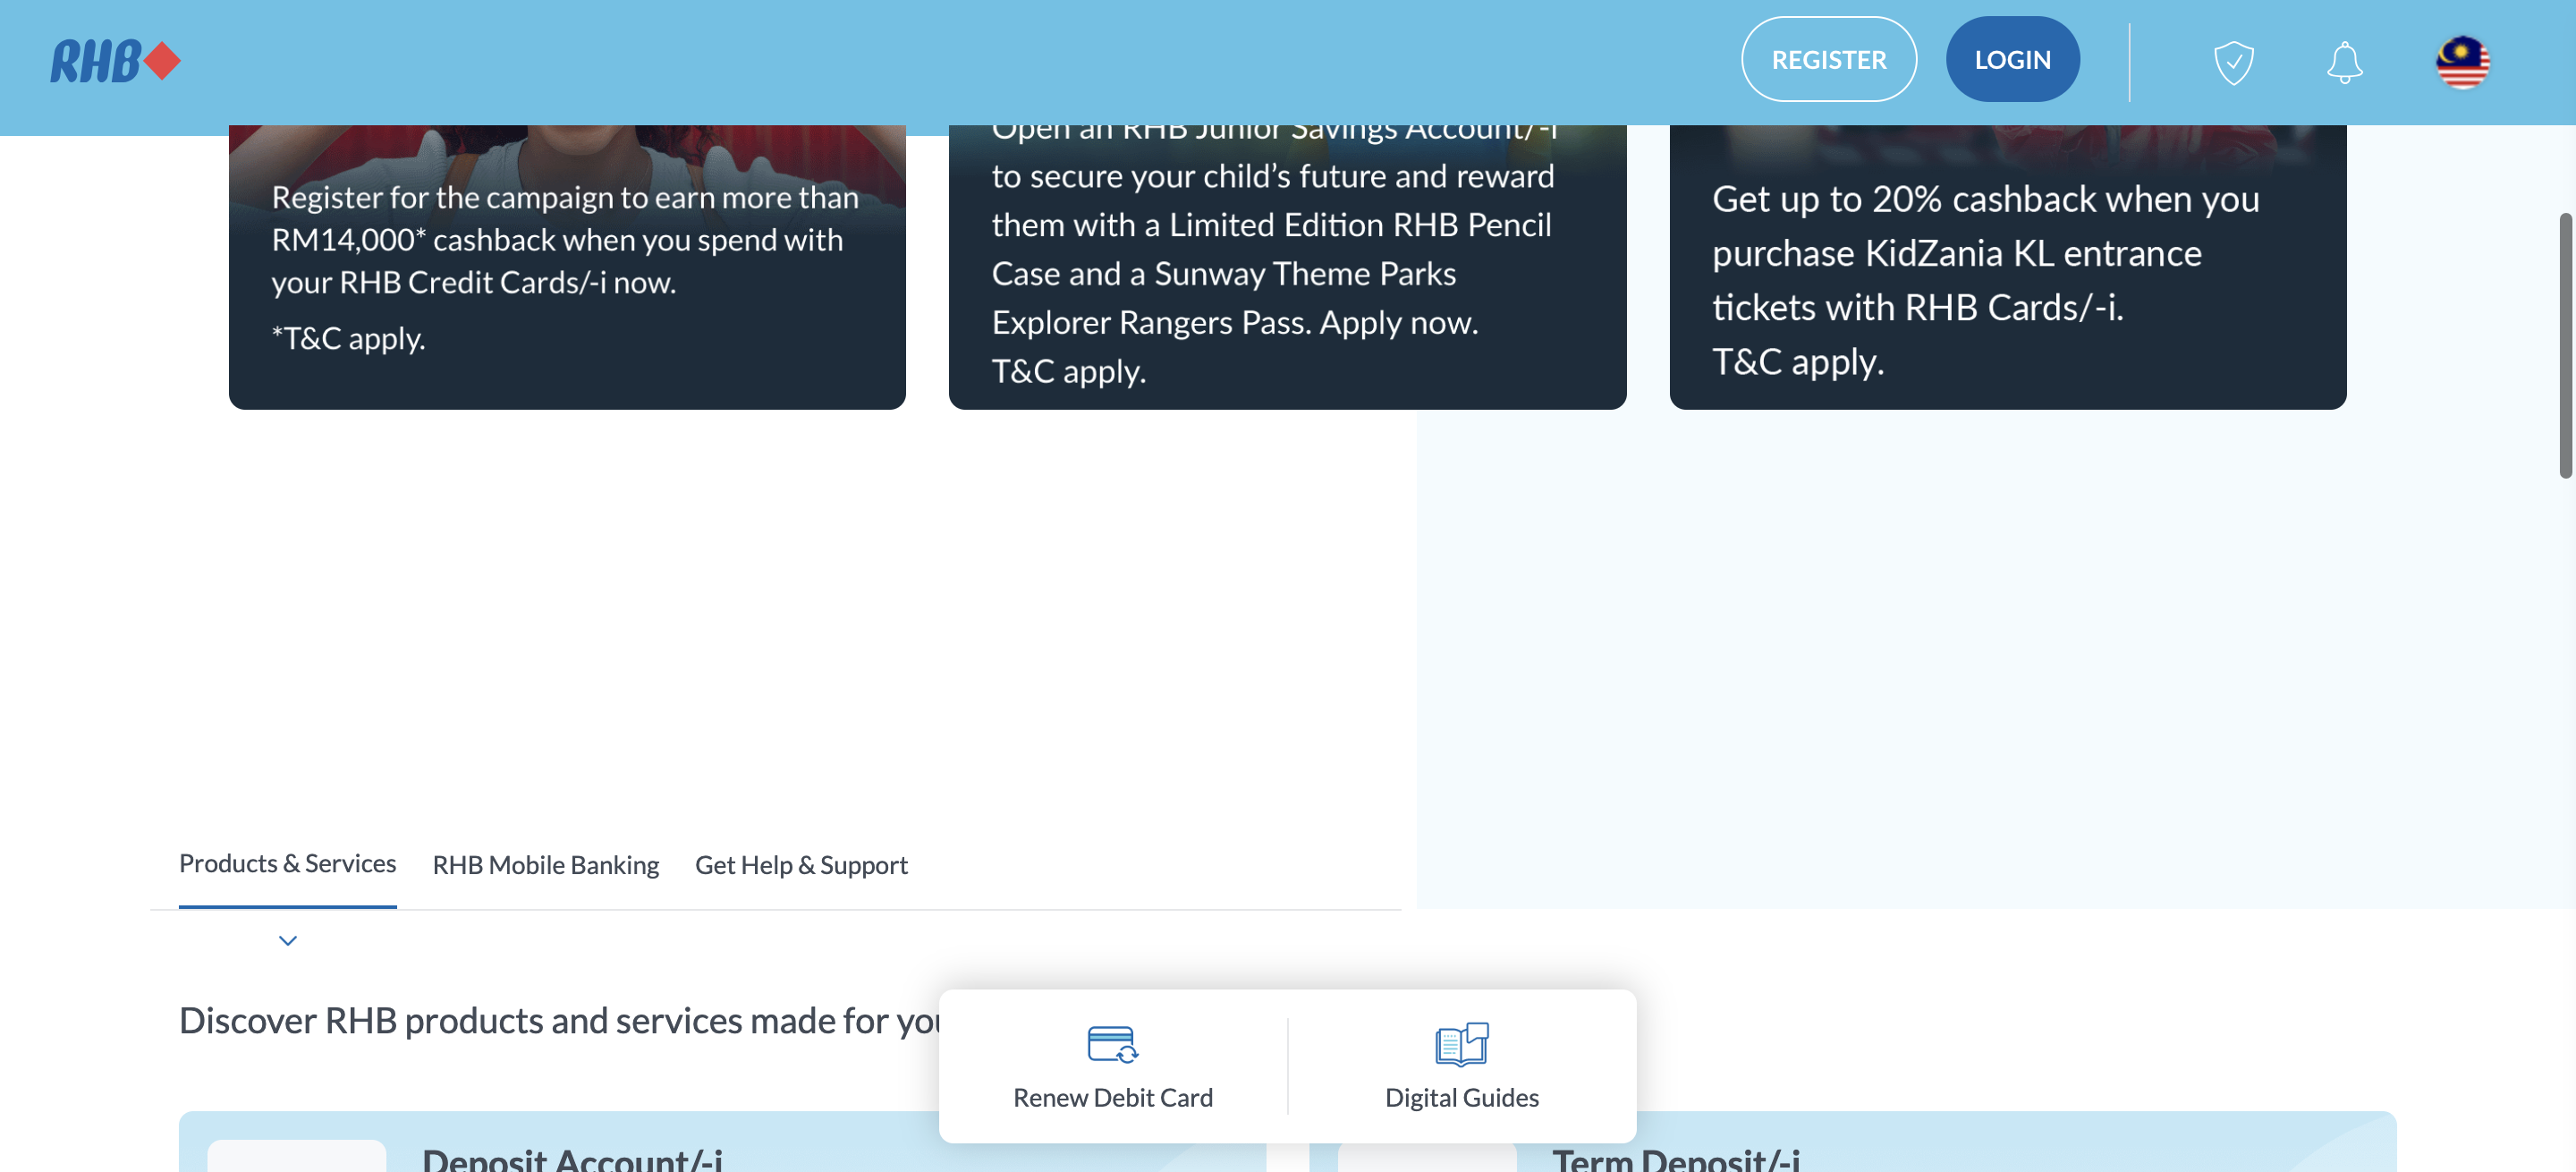 RHB
REGISTER
LOGIN
Register for the campaign to earn more than
RM14,000* cashback when you spend with
your RHB Credit Cards/-i now.
*T&C apply.
Open an RHB Junior Savings Account/-i
to secure your child’s future and reward
them with a Limited Edition RHB Pencil
Case and a Sunway Theme Parks
Explorer Rangers Pass. Apply now.
T&C apply.
Get up to 20% cashback when you
purchase KidZania KL entrance
tickets with RHB Cards/-i.
T&C apply.
Products & Services
RHB Mobile Banking
Get Help & Support
Discover RHB products and services made for you
Renew Debit Card
Digital Guides
Deposit Account/-i
Term Deposit/-i